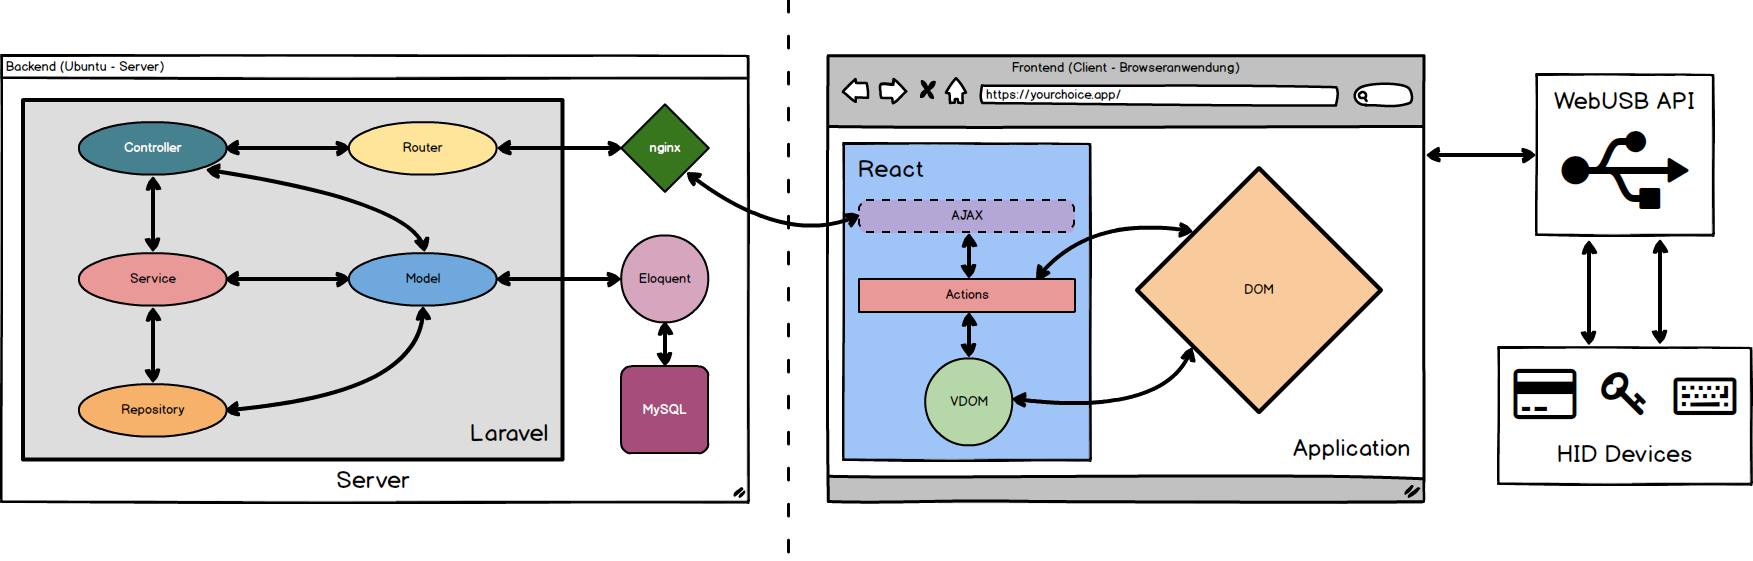 Backend (Ubuntu - Server)
Controller
Router
nginx
Service
Model
Eloquent
Repository
MySQL
Laravel
Server
Frontend (Client - Browseranwendung)
https://yourchoice.app/
React
AJAX
Actions
VDOM
DOM
Application
WebUSB API
HID Devices